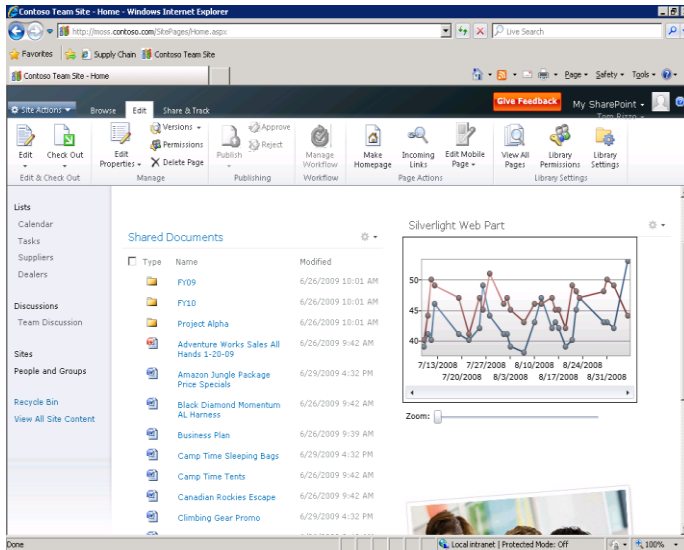 Contoso Team Site - Home - Windows Internet Explorer
http://moss.contoso.com/SitePages/Home.aspx
Live Search
Favorites
Supply Chain
Contoso Team Site
Contoso Team Site - Home
Page
Safety
Tools
Site Actions
Browse
Edit
Share & Track
Give Feedback
My SharePoint
Tom Rizzo
Edit
Check Out
Edit Properties
Versions
Permissions
Delete Page
Publish
Approve
Reject
Manage Workflow
Make Homepage
Incoming Links
Edit Mobile Page
View All Pages
Library Permissions
Library Settings
Edit & Check Out
Manage
Publishing
Workflow
Page Actions
Library Settings
Lists
Calendar
Tasks
Suppliers
Dealers
Discussions
Team Discussion
Sites
People and Groups
Recycle Bin
View All Site Content
Shared Documents
Type Name Modified
FY09 6/26/2009 10:01 AM
FY10 6/26/2009 10:01 AM
Project Alpha 6/26/2009 10:01 AM
Adventure Works Sales All 6/26/2009 9:42 AM
Hands 1-20-09
Amazon Jungle Package 6/29/2009 4:32 PM
Price Specials
Black Diamond Momentum 6/26/2009 9:42 AM
AL Harness
Business Plan 6/26/2009 9:39 AM
Camp Time Sleeping Bags 6/29/2009 4:32 PM
Camp Time Tents 6/26/2009 9:42 AM
Canadian Rockies Escape 6/26/2009 9:42 AM
Climbing Gear Promo 6/29/2009 4:32 PM
Silverlight Web Part
50
45
40
7/13/2008 7/27/2008 8/10/2008 8/24/2008
7/20/2008 8/3/2008 8/17/2008 8/31/2008
Zoom:
Done
Local intranet | Protected Mode: Off
100%